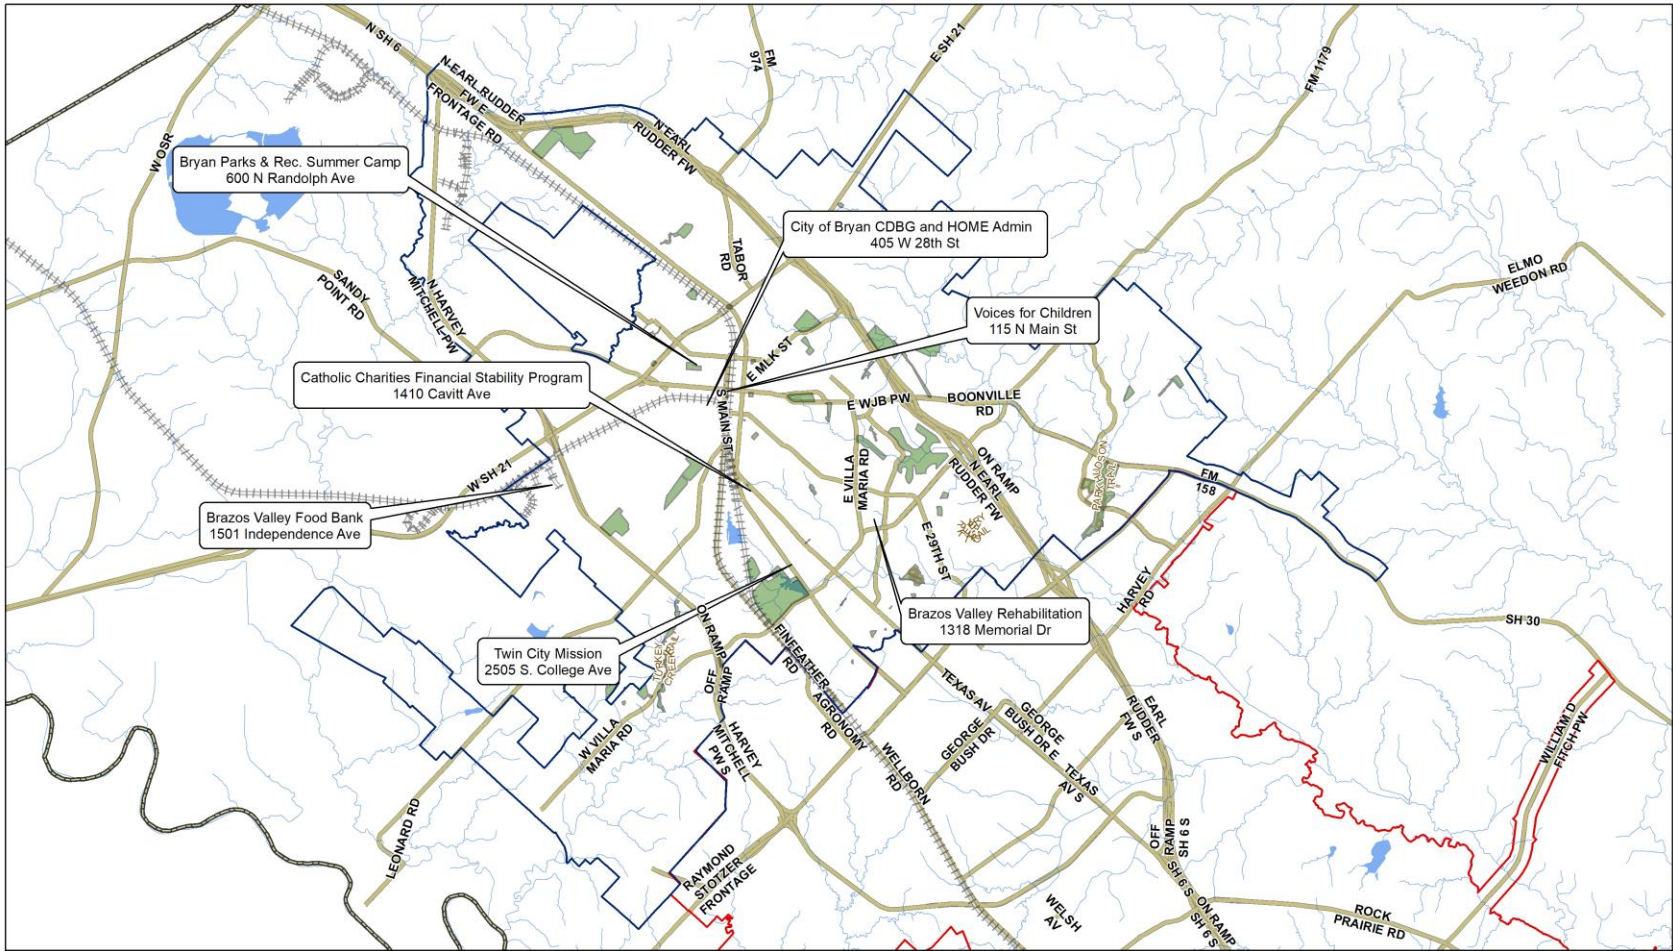 N SH 6
N EARL RUDDER
FW E
FRONTAGE RD
FM
974
E SH 21
FM 1179
W OSR
N EARL
RUDDER FW
Bryan Parks & Rec. Summer Camp
600 N Randolph Ave
City of Bryan CDBG and HOME Admin
405 W 28th St
TABOR
RD
SANDY
POINT RD
N HARVEY
MITCHELL PW
ELMO
WEEDON RD
Voices for Children
115 N Main St
E MLK ST
Catholic Charities Financial Stability Program
1410 Cavitt Ave
S MAIN ST
E WJB PW
BOONVILLE
RD
E VILLA
MARIA RD
ON RAMP
N EARL
RUDDER FW
PARK HUDSON
TRAIL
FM
158
W SH 21
Brazos Valley Food Bank
1501 Independence Ave
E 29TH ST
TRAIL
HARVEY
RD
Brazos Valley Rehabilitation
1318 Memorial Dr
SH 30
Twin City Mission
2505 S. College Ave
TURKEY
CREEK
ON RAMP
OFF
RAMP
FINFEATHER
RD
AGRONOMY
RD
TEXAS AV
GEORGE
BUSH DR E
GEORGE
BUSH DR
EARL
RUDDER
FW S
WILLIAM D
FITCH PW
W VILLA
MARIA RD
HARVEY
MITCHELL
PW S
WELLBORN
RD
TEXAS
AV S
LEONARD RD
OFF
RAMP
SH 6 S
RAYMOND
STOTZER
FRONTAGE
SH 6 S
ON RAMP
SH 6 S
WELSH
AV
ROCK
PRAIRIE RD